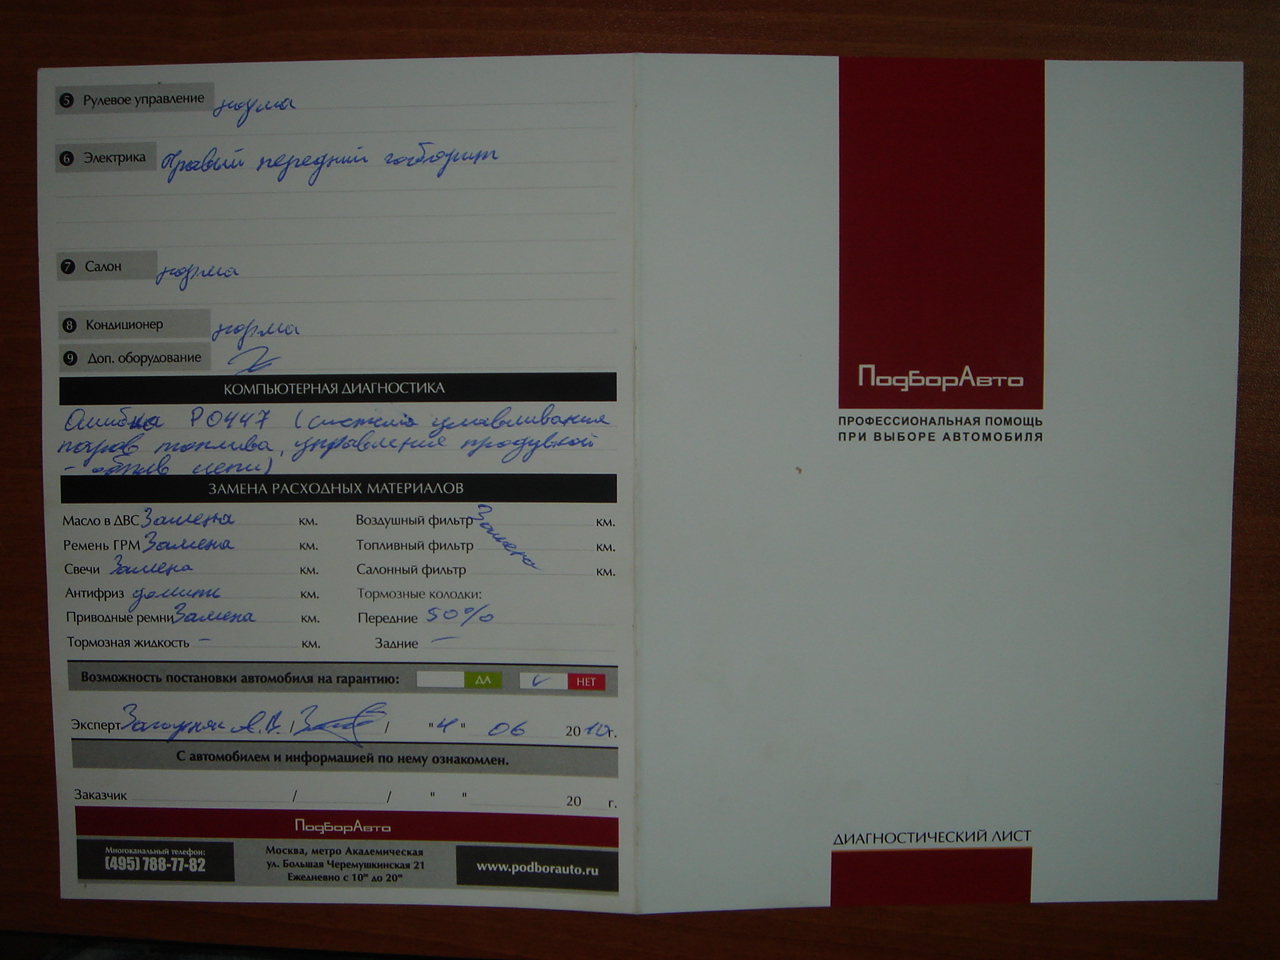 5 Рулевое управление норма
6 Электрика Правый передний габорит
7 Салон норма
8 Кондиционер норма
9 Доп. оборудование
КОМПЬЮТЕРНАЯ ДИАГНОСТИКА
Ошибка P0447 (система улавливания
паров топлива, управление продувкой
- обрыв цепи)
ЗАМЕНА РАСХОДНЫХ МАТЕРИАЛОВ
Масло в ДВС Замена км. Воздушный фильтр Замена км.
Ремень ГРМ Замена км. Топливный фильтр км.
Свечи Замена км. Салонный фильтр км.
Антифриз долить км. Тормозные колодки:
Приводные ремни Замена км. Передние 50%
Тормозная жидкость – км. Задние –
Возможность постановки автомобиля на гарантию: ДА ✓ НЕТ
Эксперт А.В. / / "4" 06 2010г.
С автомобилем и информацией по нему ознакомлен.
Заказчик / / " " 20 г.
ПодборАвто
Многоканальный телефон:
(495) 788-77-82
Москва, метро Академическая
ул. Большая Черемушкинская 21
Ежедневно с 10°° до 20°°
www.podborauto.ru
ПодборАвто
ПРОФЕССИОНАЛЬНАЯ ПОМОЩЬ
ПРИ ВЫБОРЕ АВТОМОБИЛЯ
ДИАГНОСТИЧЕСКИЙ ЛИСТ